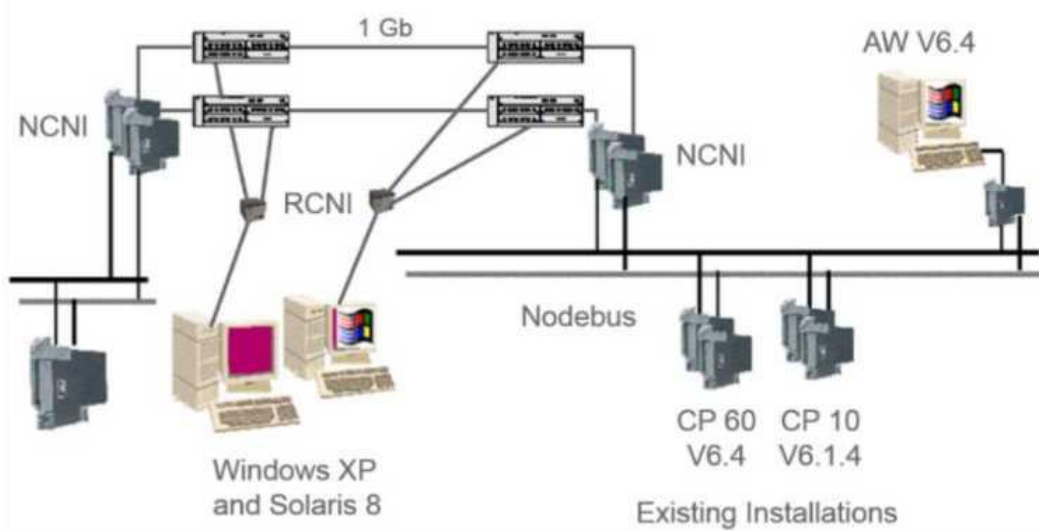 1 Gb
AW V6.4
NCNI
NCNI
RCNI
Nodebus
CP 60
V6.4
CP 10
V6.1.4
Windows XP
and Solaris 8
Existing Installations